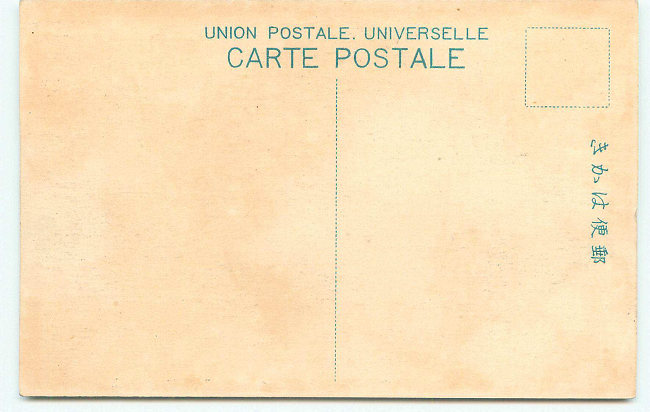 UNION POSTALE. UNIVERSELLE
CARTE POSTALE
郵便はかき